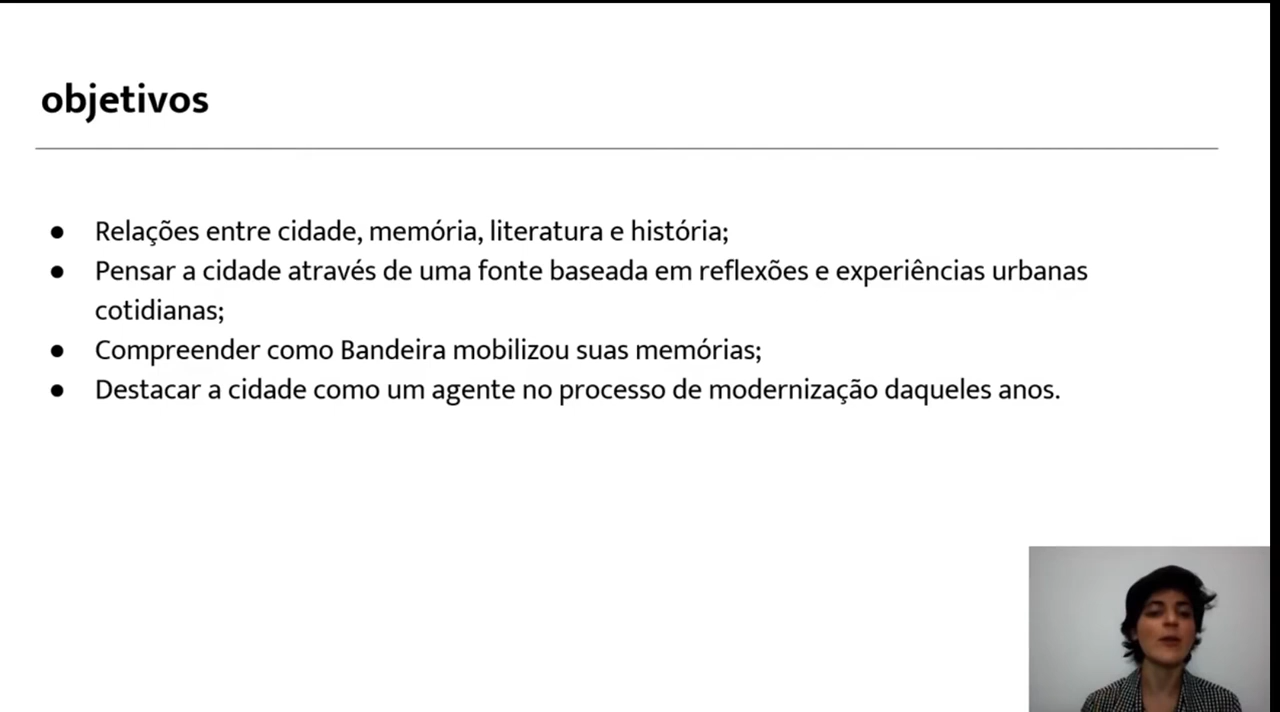 objetivos
● Relações entre cidade, memória, literatura e história;
● Pensar a cidade através de uma fonte baseada em reflexões e experiências urbanas
cotidianas;
● Compreender como Bandeira mobilizou suas memórias;
● Destacar a cidade como um agente no processo de modernização daqueles anos.